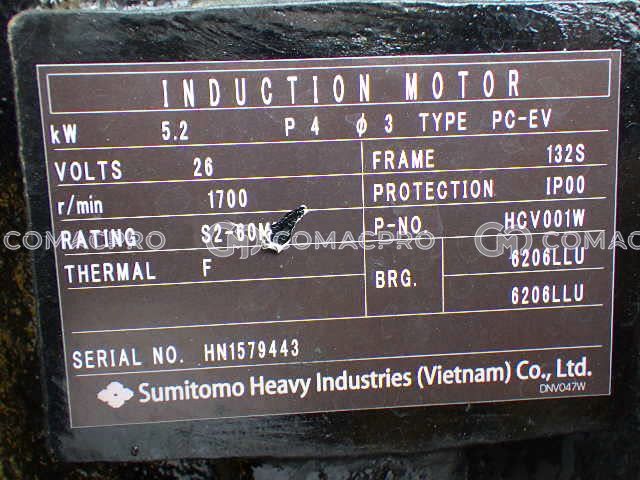 INDUCTION MOTOR
kW 5.2 P 4 ϕ 3 TYPE PC-EV
VOLTS 26 FRAME 132S
r/min 1700 PROTECTION IP00
RATING S2-60M P-NO. HCV001W
COMACPRO COMACPRO COMACPRO
THERMAL F BRG. 6206LLU
6206LLU
SERIAL NO. HN1579443
Sumitomo Heavy Industries (Vietnam) Co., Ltd.
DNV047W